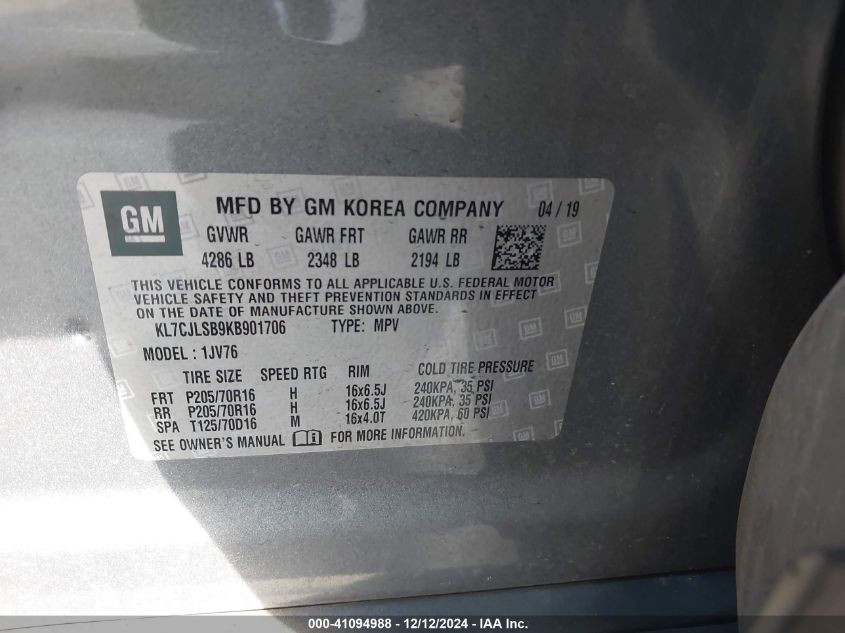 GM MFD BY GM KOREA COMPANY 04 / 19
GVWR GAWR FRT GAWR RR
4286 LB 2348 LB 2194 LB
THIS VEHICLE CONFORMS TO ALL APPLICABLE U.S. FEDERAL MOTOR
VEHICLE SAFETY AND THEFT PREVENTION STANDARDS IN EFFECT
ON THE DATE OF MANUFACTURE SHOWN ABOVE.
KL7CJLSB9KB901706 TYPE: MPV
MODEL : 1JV76
TIRE SIZE SPEED RTG RIM COLD TIRE PRESSURE
FRT P205/70R16 H 16x6.5J 240KPA, 35 PSI
RR P205/70R16 H 16x6.5J 240KPA, 35 PSI
SPA T125/70D16 M 16x4.0T 420KPA, 60 PSI
SEE OWNER'S MANUAL FOR MORE INFORMATION.
000-41094988 - 12/12/2024 - IAA Inc.